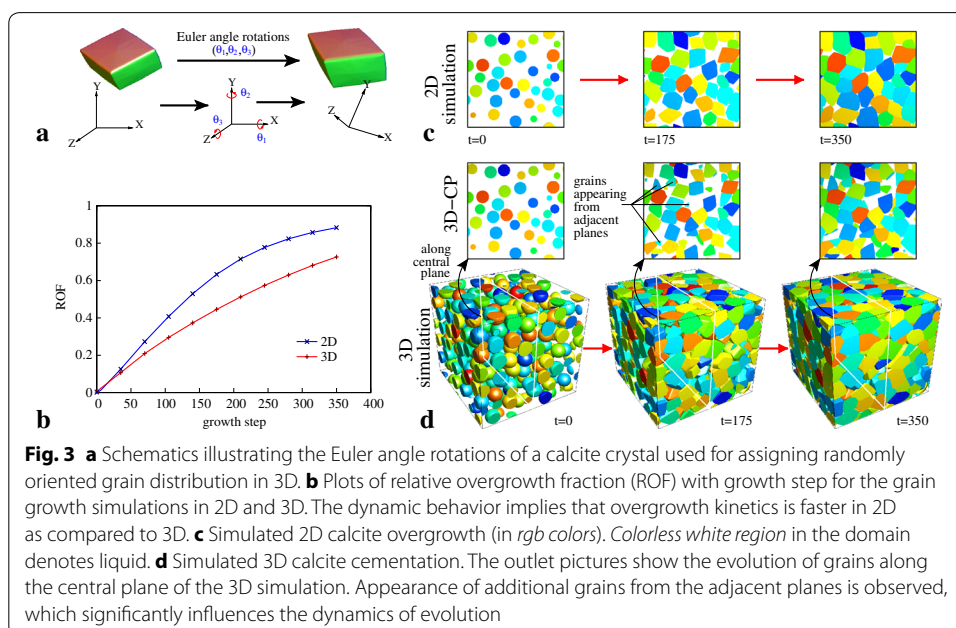 Euler angle rotations
(θ₁,θ₂,θ₃)
Y
X
Z
Y
θ₂
θ₃
Z
X
θ₁
Y
Z
X
a
1
0.8
0.6
0.4
0.2
0
ROF
2D
3D
0 50 100 150 200 250 300 350 400
growth step
b
2D
simulation
t=0
t=175
t=350
c
3D−CP
grains
appearing
from
adjacent
planes
along
central
plane
3D
simulation
t=0
t=175
t=350
d
Fig. 3 a Schematics illustrating the Euler angle rotations of a calcite crystal used for assigning randomly
oriented grain distribution in 3D. b Plots of relative overgrowth fraction (ROF) with growth step for the grain
growth simulations in 2D and 3D. The dynamic behavior implies that overgrowth kinetics is faster in 2D
as compared to 3D. c Simulated 2D calcite overgrowth (in rgb colors). Colorless white region in the domain
denotes liquid. d Simulated 3D calcite cementation. The outlet pictures show the evolution of grains along
the central plane of the 3D simulation. Appearance of additional grains from the adjacent planes is observed,
which significantly influences the dynamics of evolution